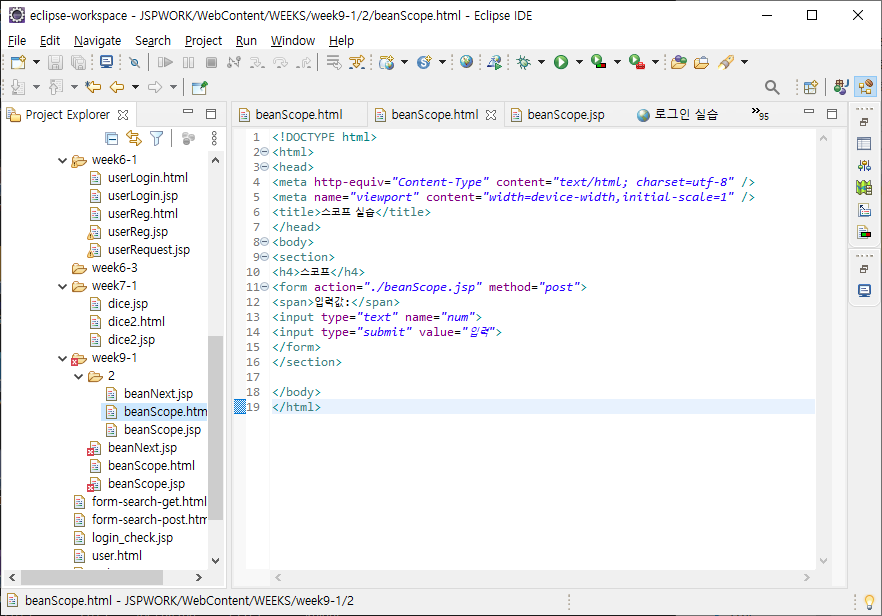 eclipse-workspace - JSPWORK/WebContent/WEEKS/week9-1/2/beanScope.html - Eclipse IDE
File Edit Navigate Search Project Run Window Help
Project Explorer
week6-1
userLogin.html
userLogin.jsp
userReg.html
userReg.jsp
userRequest.jsp
week6-3
week7-1
dice.jsp
dice2.html
dice2.jsp
week9-1
2
beanNext.jsp
beanScope.htm
beanScope.jsp
beanNext.jsp
beanScope.html
beanScope.jsp
form-search-get.html
form-search-post.htm
login_check.jsp
user.html
beanScope.html beanScope.html beanScope.jsp 로그인 실습 »95
1 <!DOCTYPE html>
2 <html>
3 <head>
4 <meta http-equiv="Content-Type" content="text/html; charset=utf-8" />
5 <meta name="viewport" content="width=device-width,initial-scale=1" />
6 <title>스코프 실습</title>
7 </head>
8 <body>
9 <section>
10 <h4>스코프</h4>
11 <form action="./beanScope.jsp" method="post">
12 <span>입력값:</span>
13 <input type="text" name="num">
14 <input type="submit" value="입력">
15 </form>
16 </section>
17
18 </body>
19 </html>
beanScope.html - JSPWORK/WebContent/WEEKS/week9-1/2